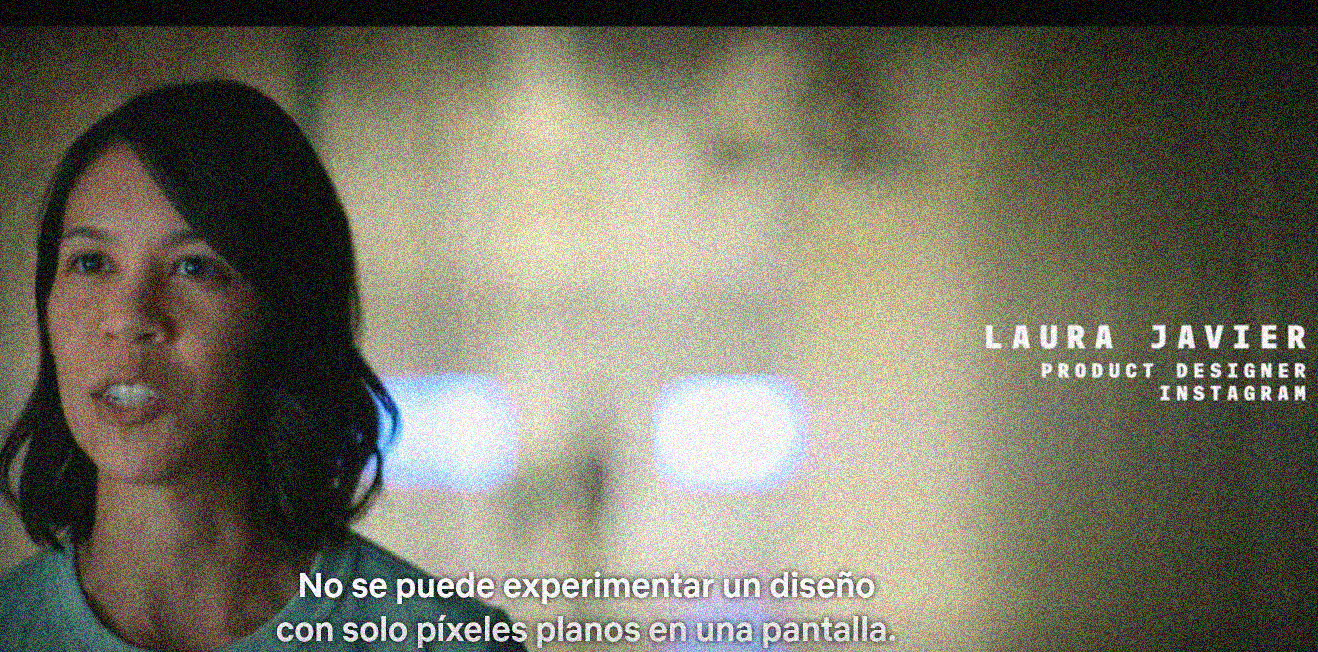 LAURA JAVIER
PRODUCT DESIGNER
INSTAGRAM
No se puede experimentar un diseño
con solo píxeles planos en una pantalla.